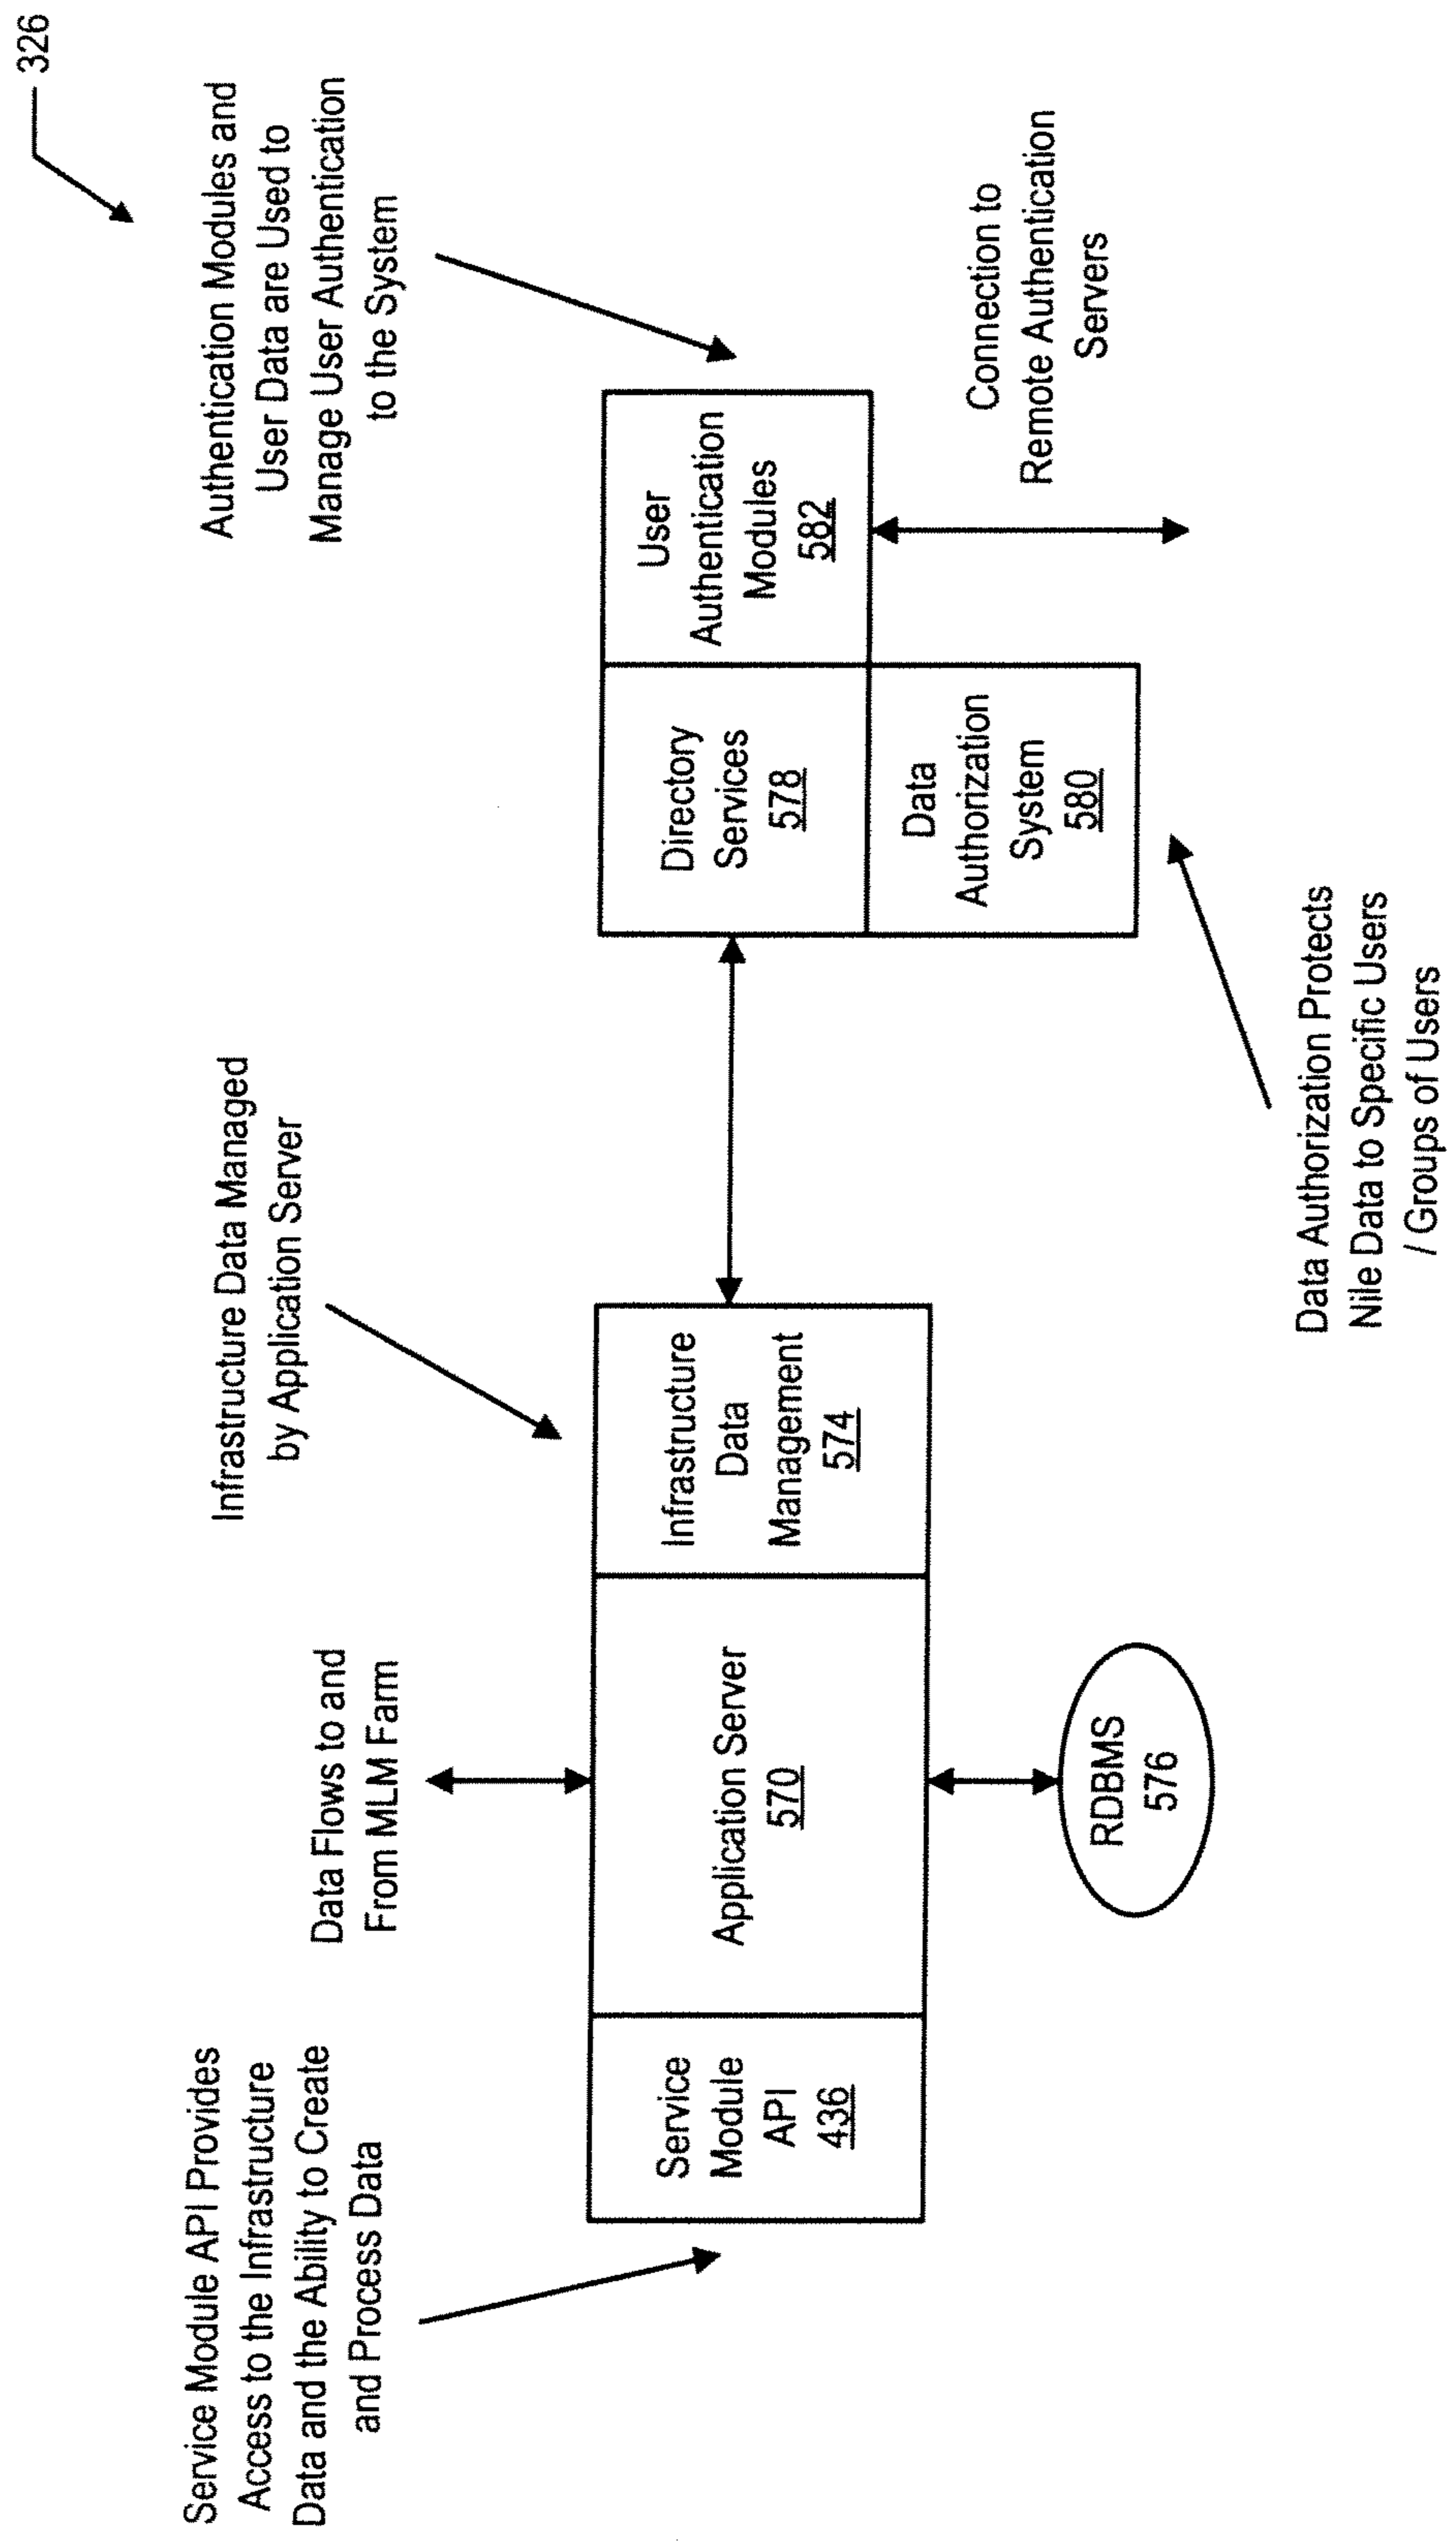 326
Service Module API Provides
Access to the Infrastructure
Data and the Ability to Create
and Process Data
Data Flows to and
From MLM Farm
Infrastructure Data Managed
by Application Server
Authentication Modules and
User Data are Used to
Manage User Authentication
to the System
Service
Module
API
436
Application Server
570
Infrastructure
Data
Management
574
Directory
Services
578
User
Authentication
Modules
582
Data
Authorization
System
580
RDBMS
576
Connection to
Remote Authentication
Servers
Data Authorization Protects
Nile Data to Specific Users
/ Groups of Users